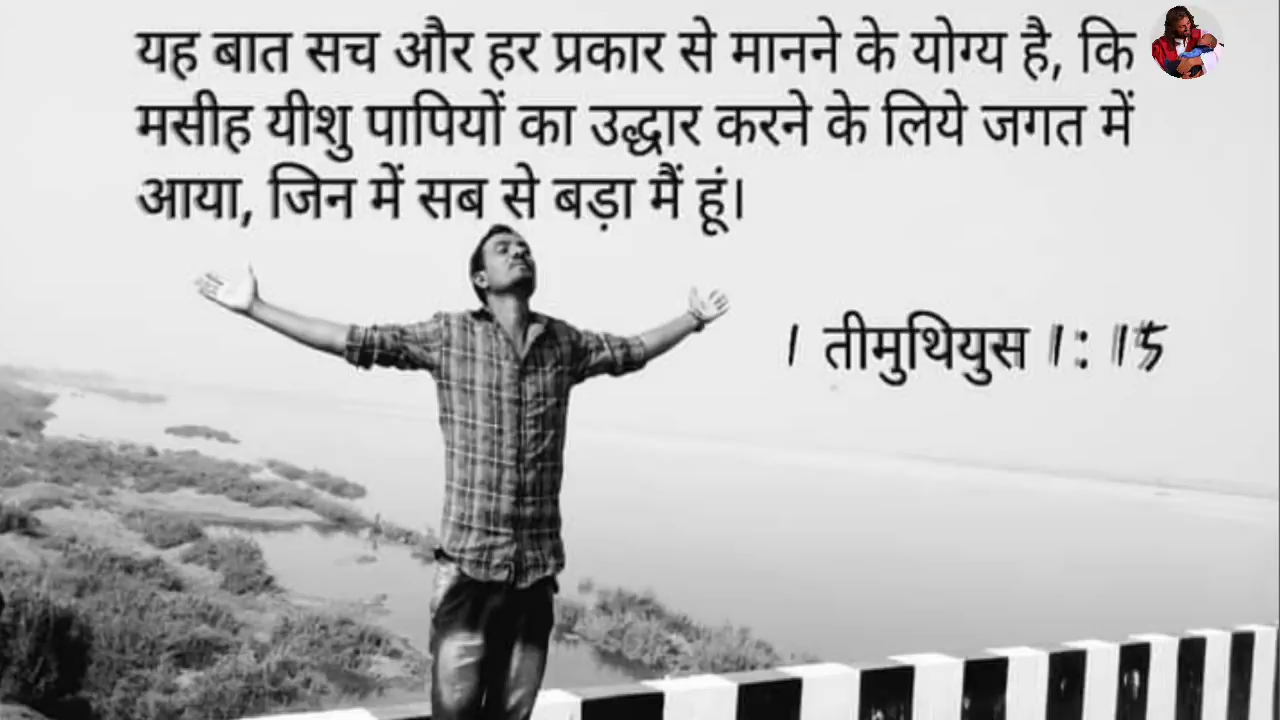 यह बात सच और हर प्रकार से मानने के योग्य है, कि
मसीह यीशु पापियों का उद्धार करने के लिये जगत में
आया, जिन में सब से बड़ा मैं हूं।
1 तीमुथियुस 1: 15